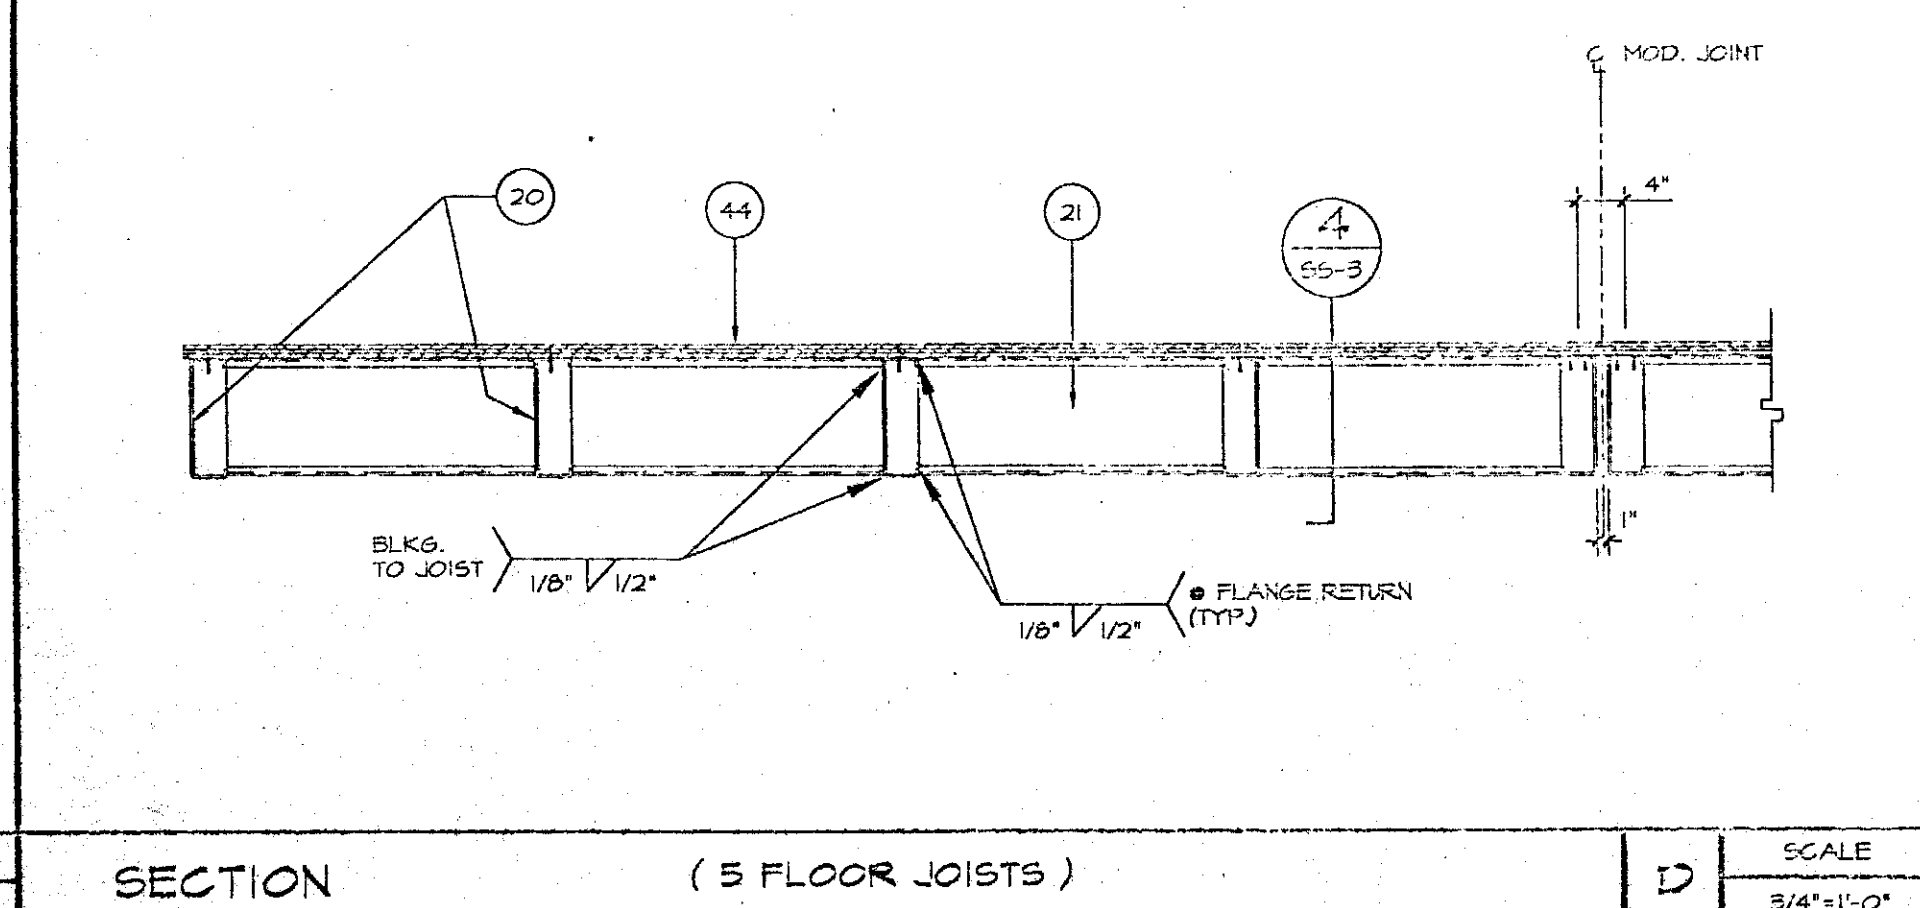 ℄ MOD. JOINT
4"
20
44
21
4
SS-3
1"
BLKG.
TO JOIST
1/8" 1/2"
@ FLANGE RETURN
(TYP.)
1/8" 1/2"
SECTION
( 5 FLOOR JOISTS )
D
SCALE
3/4"=1'-0"